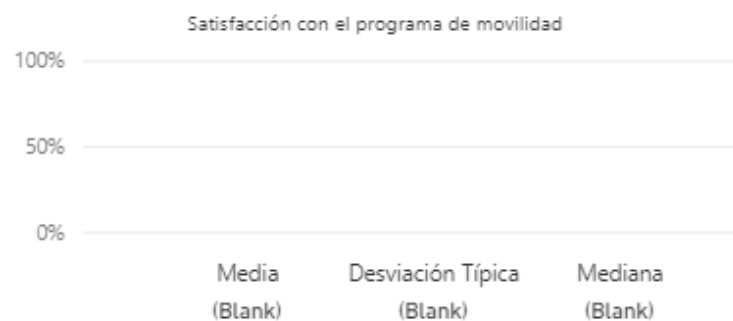 Satisfacción con el programa de movilidad
100%
50%
0%
Media Desviación Típica Mediana
(Blank) (Blank) (Blank)